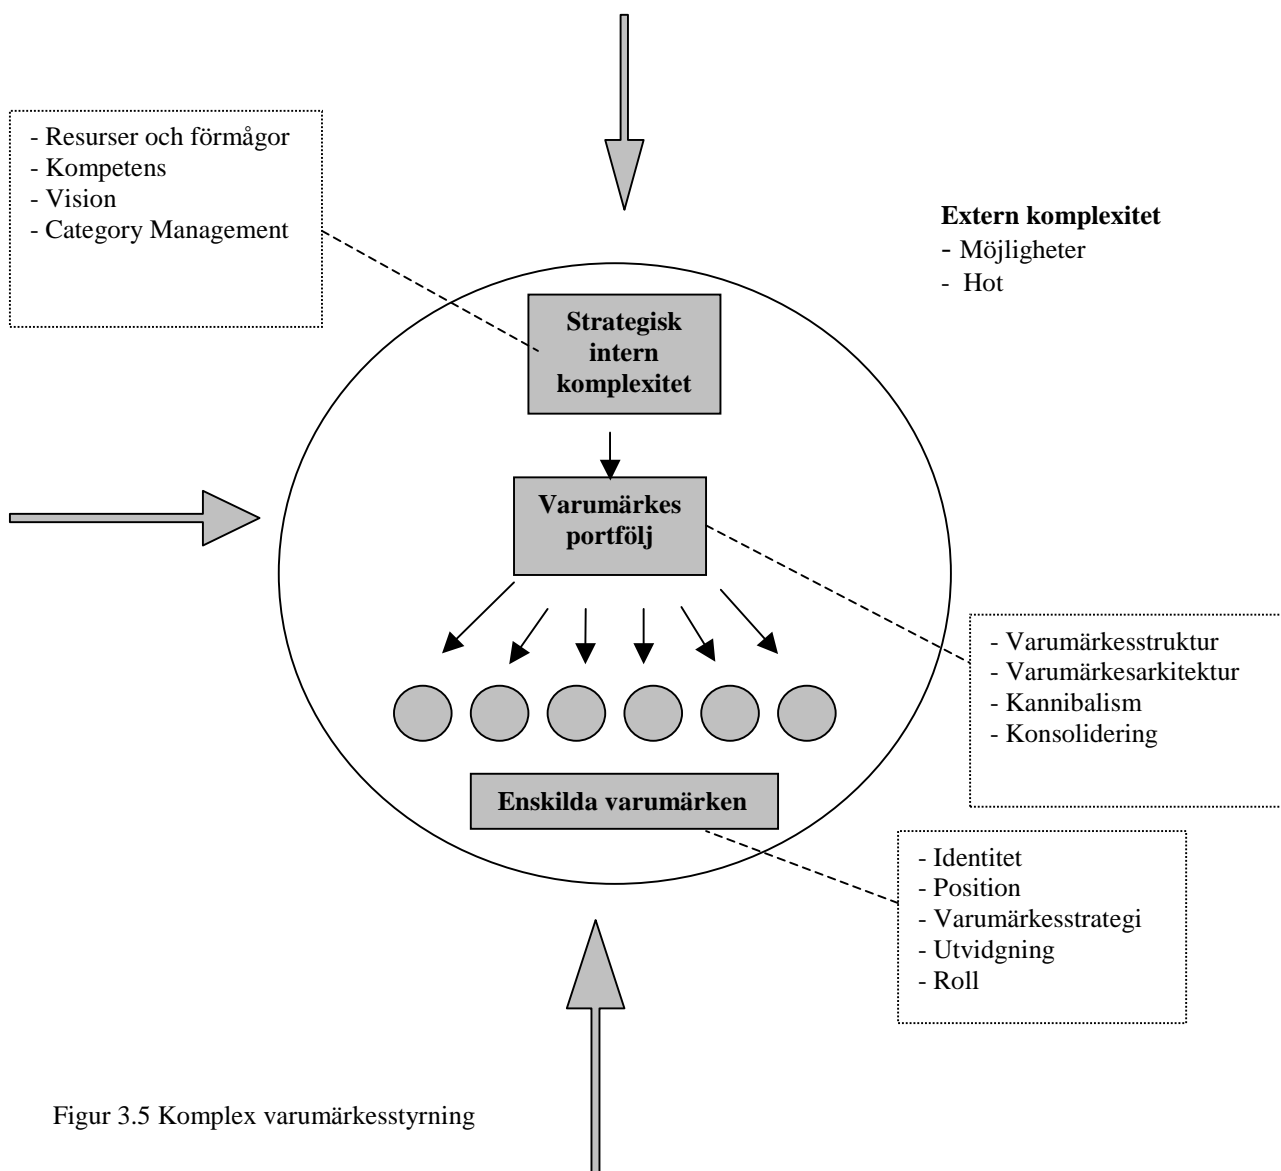 - Resurser och förmågor
- Kompetens
- Vision
- Category Management
Extern komplexitet
- Möjligheter
- Hot
Strategisk
intern
komplexitet
Varumärkes
portfölj
- Varumärkesstruktur
- Varumärkesarkitektur
- Kannibalism
- Konsolidering
Enskilda varumärken
- Identitet
- Position
- Varumärkesstrategi
- Utvidgning
- Roll
Figur 3.5 Komplex varumärkesstyrning